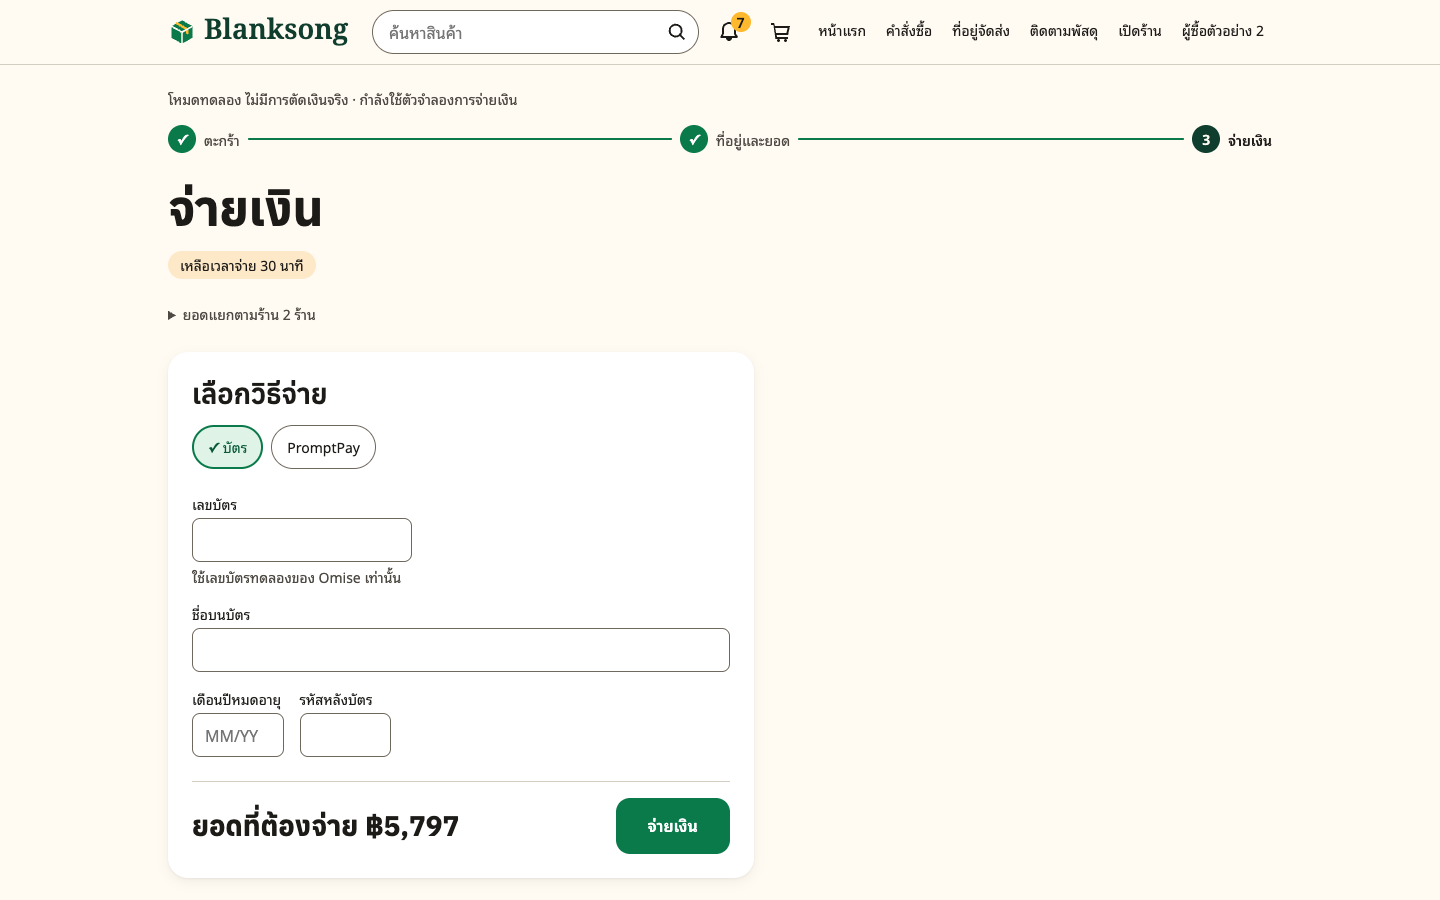 Blanksong
ค้นหาสินค้า
7
หน้าแรก
คำสั่งซื้อ
ที่อยู่จัดส่ง
ติดตามพัสดุ
เปิดร้าน
ผู้ซื้อตัวอย่าง 2
โหมดทดลอง ไม่มีการตัดเงินจริง · กำลังใช้ตัวจำลองการจ่ายเงิน
✓ ตะกร้า
✓ ที่อยู่และยอด
3 จ่ายเงิน
จ่ายเงิน
เหลือเวลาจ่าย 30 นาที
▶ ยอดแยกตามร้าน 2 ร้าน
เลือกวิธีจ่าย
✓ บัตร
PromptPay
เลขบัตร
ใช้เลขบัตรทดลองของ Omise เท่านั้น
ชื่อบนบัตร
เดือนปีหมดอายุ
รหัสหลังบัตร
MM/YY
ยอดที่ต้องจ่าย ฿5,797
จ่ายเงิน